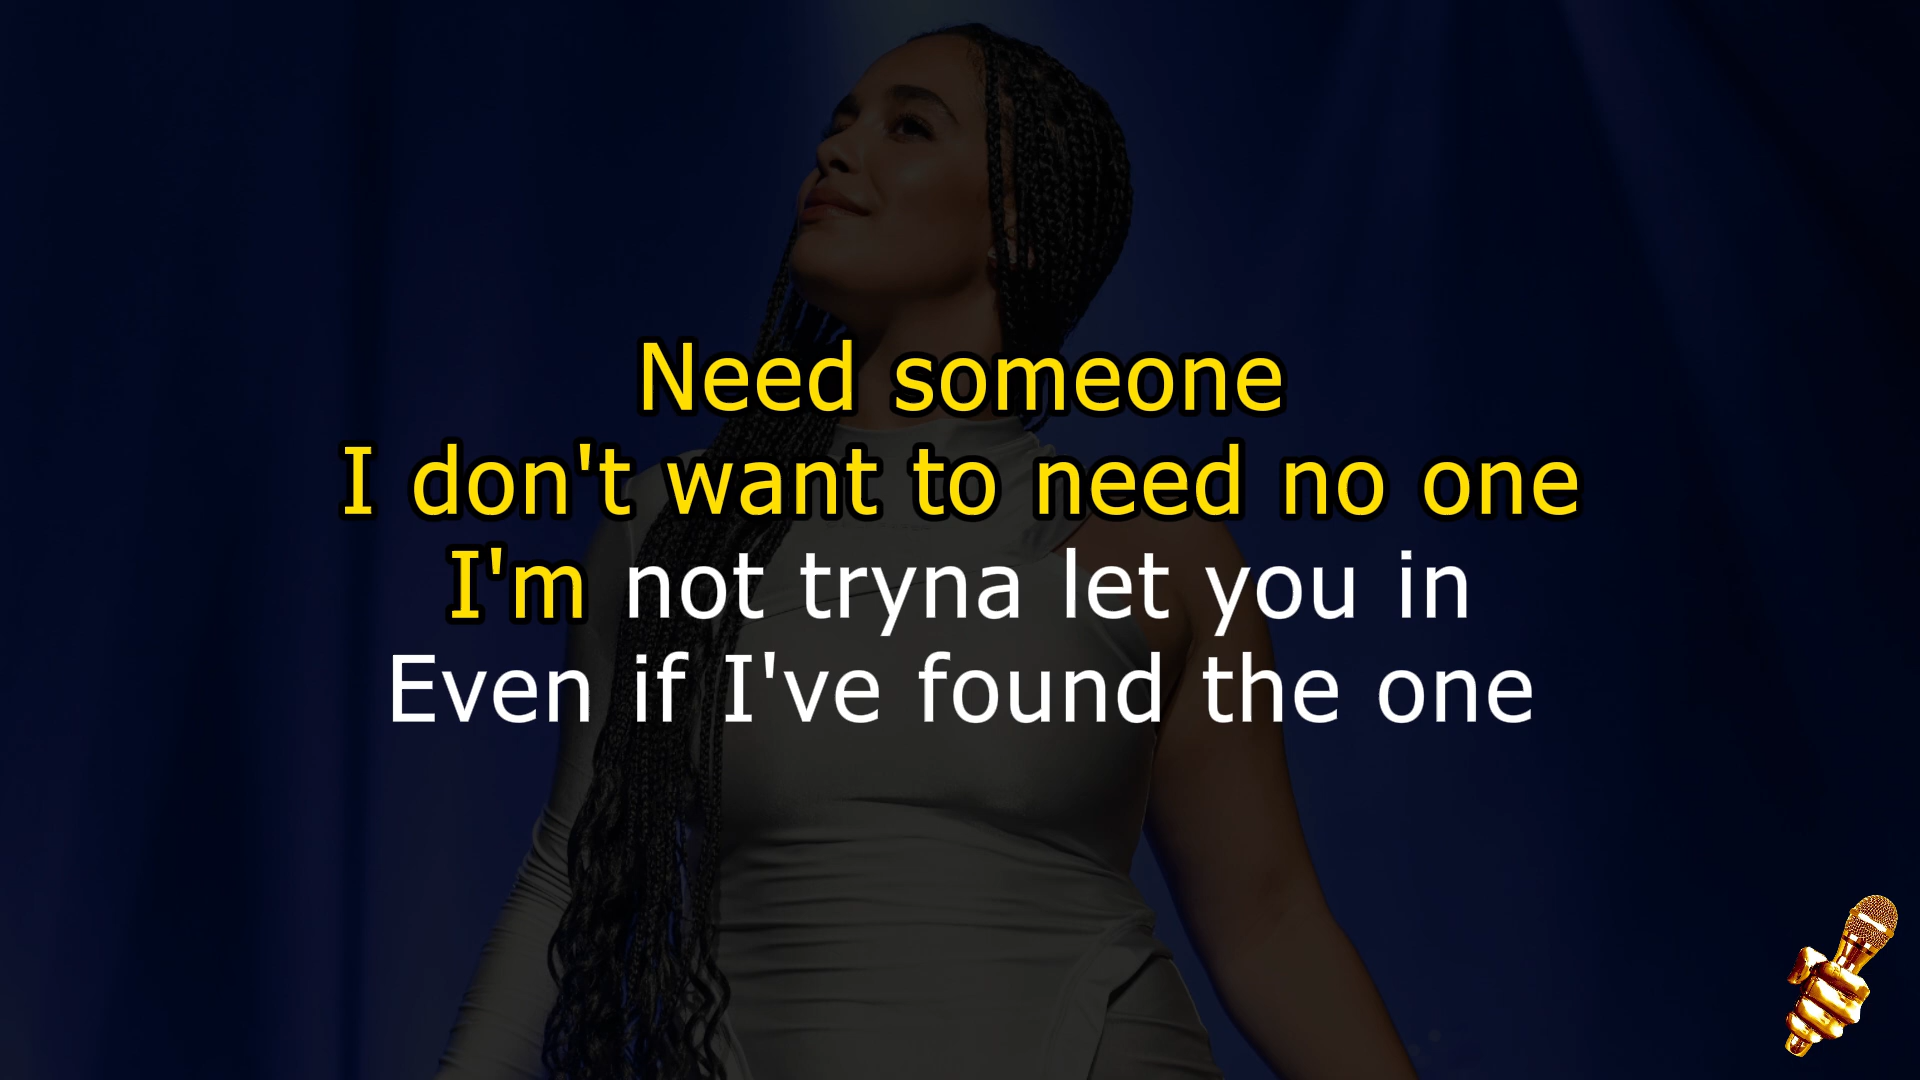 Need someone
I don't want to need no one
I'm not tryna let you in
Even if I've found the one